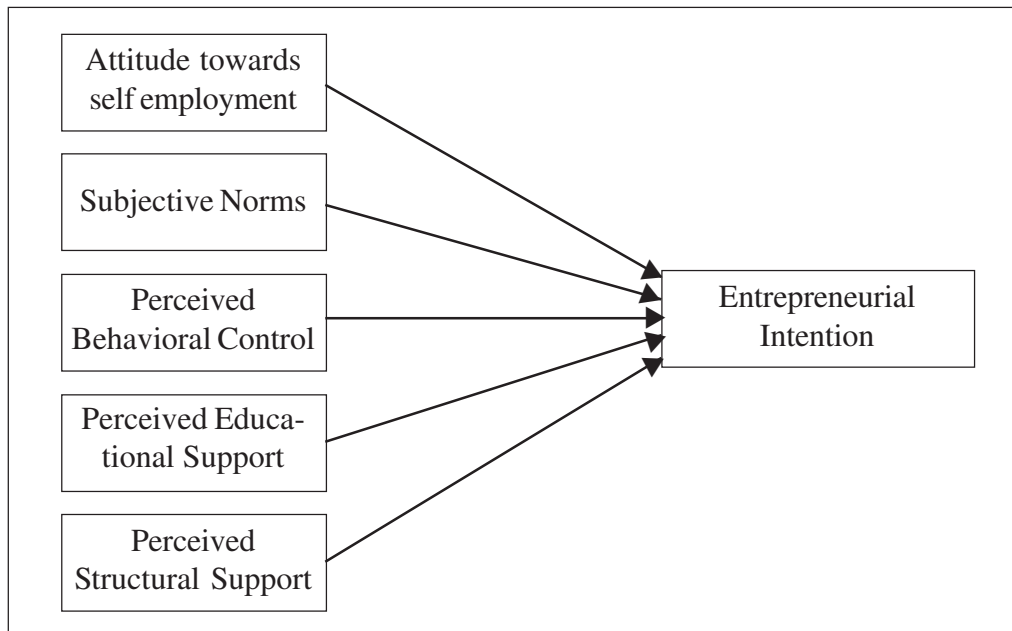 Attitude towards
self employment
Subjective Norms
Perceived
Behavioral Control
Perceived Educa-
tional Support
Perceived
Structural Support
Entrepreneurial
Intention